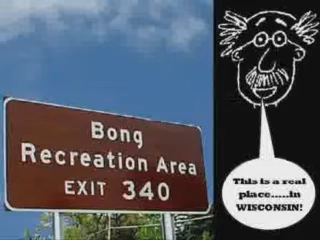 Bong
Recreation Area
EXIT 340
This is a real
place.....in
WISCONSIN!